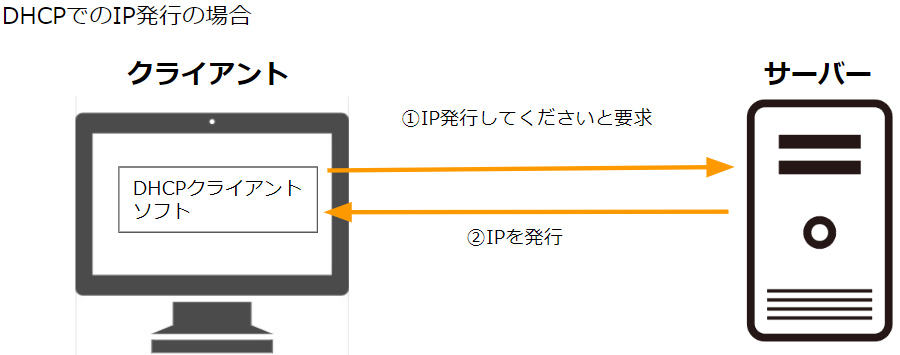 DHCPでのIP発行の場合
クライアント
サーバー
①IP発行してくださいと要求
DHCPクライアント
ソフト
②IPを発行